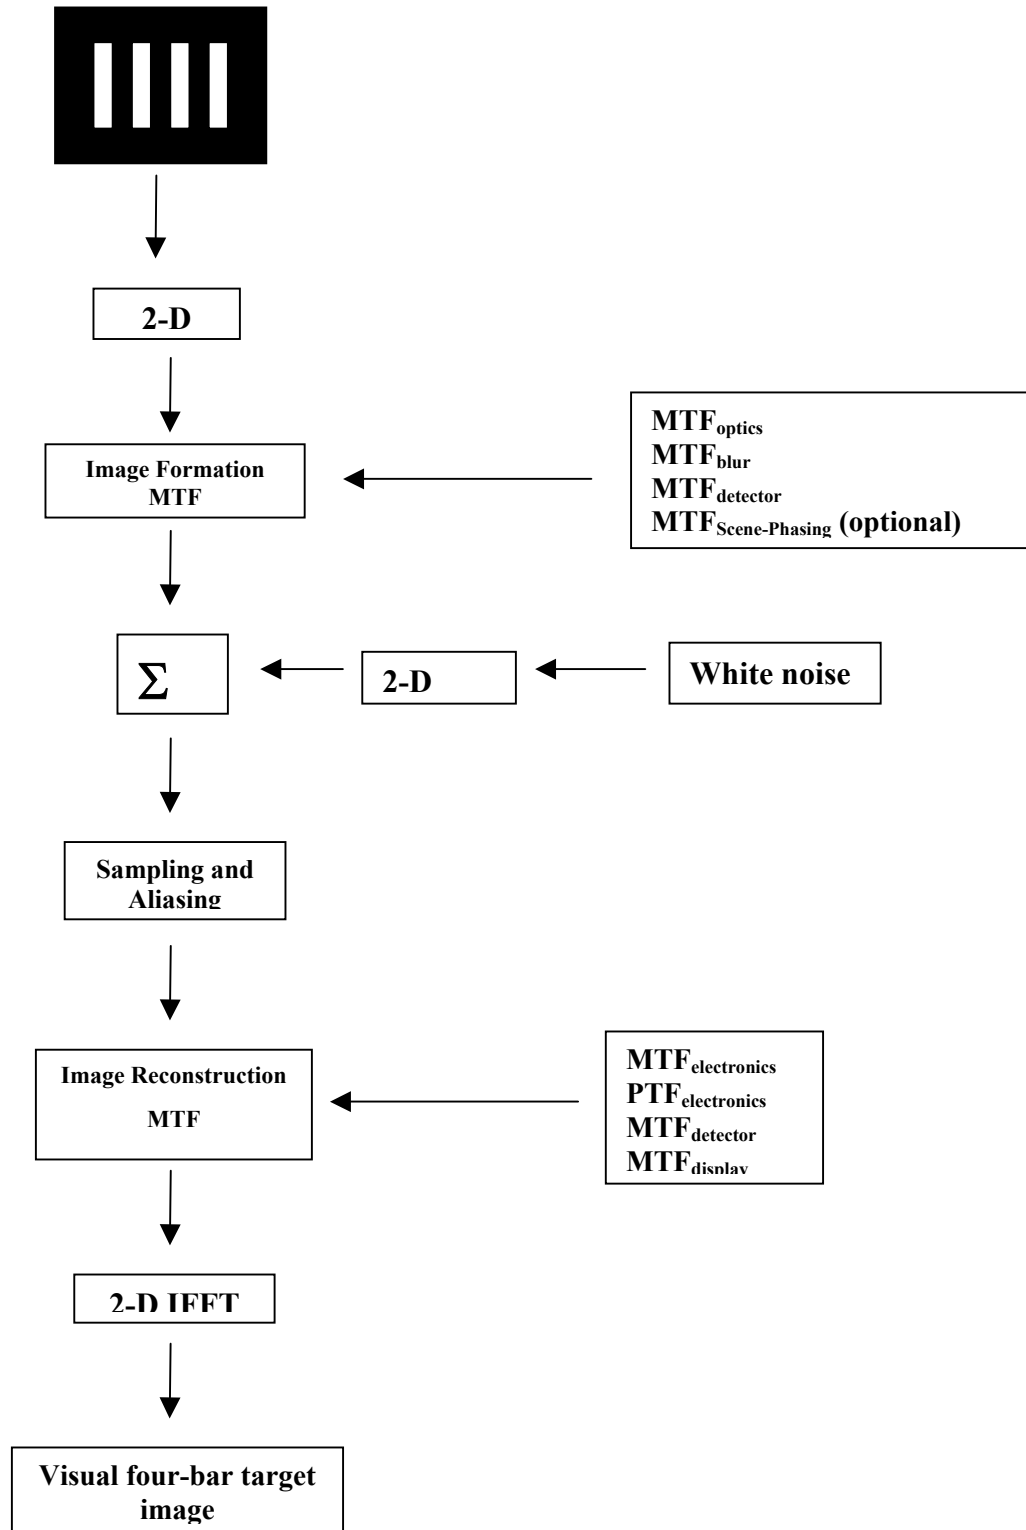 2-D
Image Formation
MTF
MTFoptics
MTFblur
MTFdetector
MTFScene-Phasing (optional)
Σ
2-D
White noise
Sampling and
Aliasing
Image Reconstruction
MTF
MTFelectronics
PTFelectronics
MTFdetector
MTFdisplay
2-D IFFT
Visual four-bar target
image